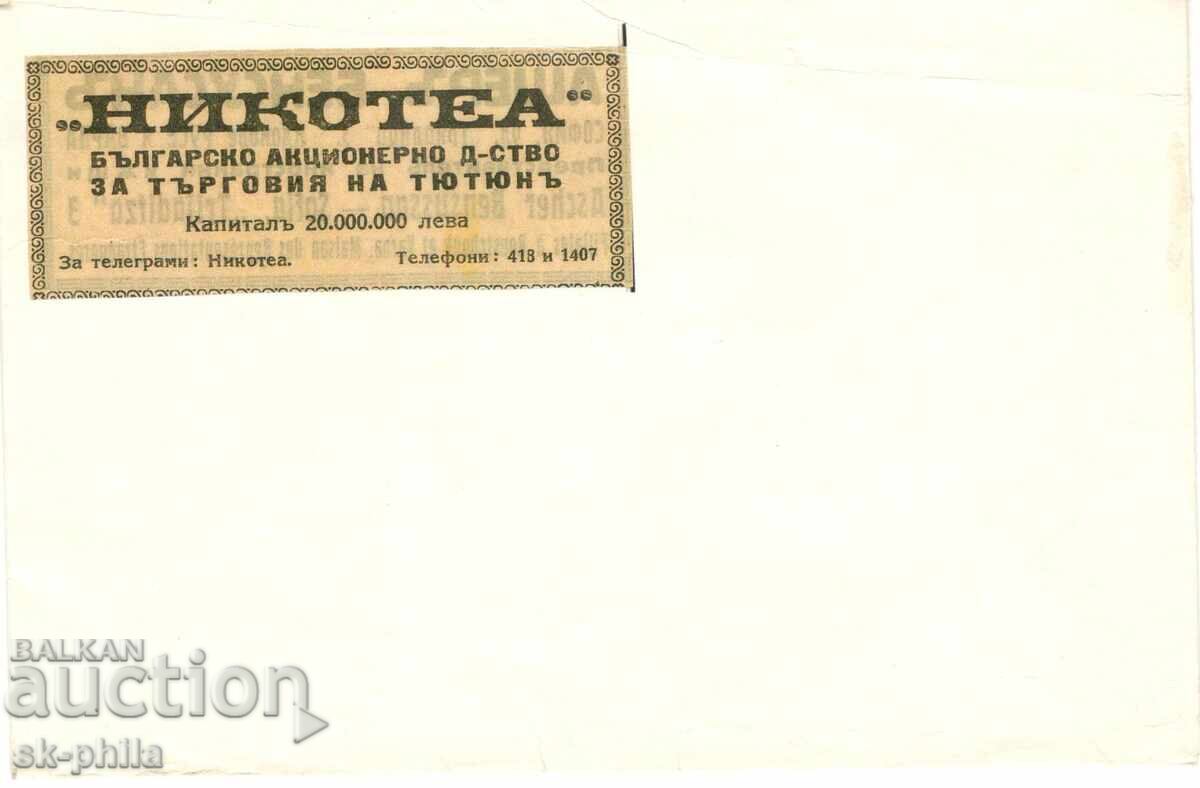 „НИКОТЕА“
БЪЛГАРСКО АКЦИОНЕРНО Д-СТВО
ЗА ТЪРГОВИЯ НА ТЮТЮНЪ
Капиталъ 20.000.000 лева
За телеграми: Никотеа. Телефони: 418 и 1407
BALKAN
auction
sk-phila